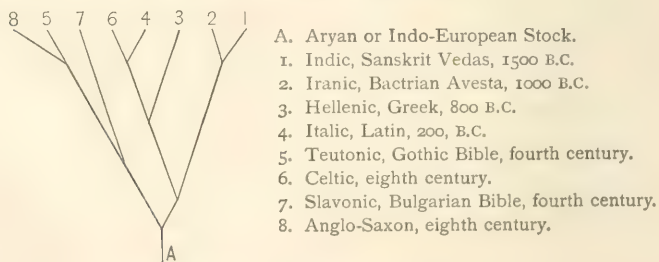 8 5 7 6 4 3 2 1
A. Aryan or Indo-European Stock.
1. Indic, Sanskrit Vedas, 1500 B.C.
2. Iranic, Bactrian Avesta, 1000 B.C.
3. Hellenic, Greek, 800 B.C.
4. Italic, Latin, 200, B.C.
5. Teutonic, Gothic Bible, fourth century.
6. Celtic, eighth century.
7. Slavonic, Bulgarian Bible, fourth century.
8. Anglo-Saxon, eighth century.
A